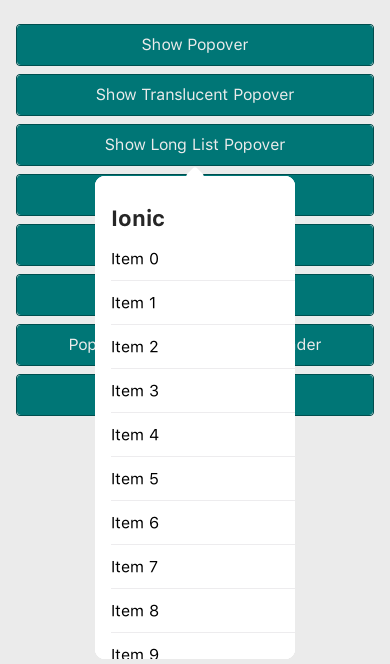 Show Popover
Show Translucent Popover
Show Long List Popover
Ionic
Item 0
Item 1
Item 2
Pop
der
Item 3
Item 4
Item 5
Item 6
Item 7
Item 8
Item 9